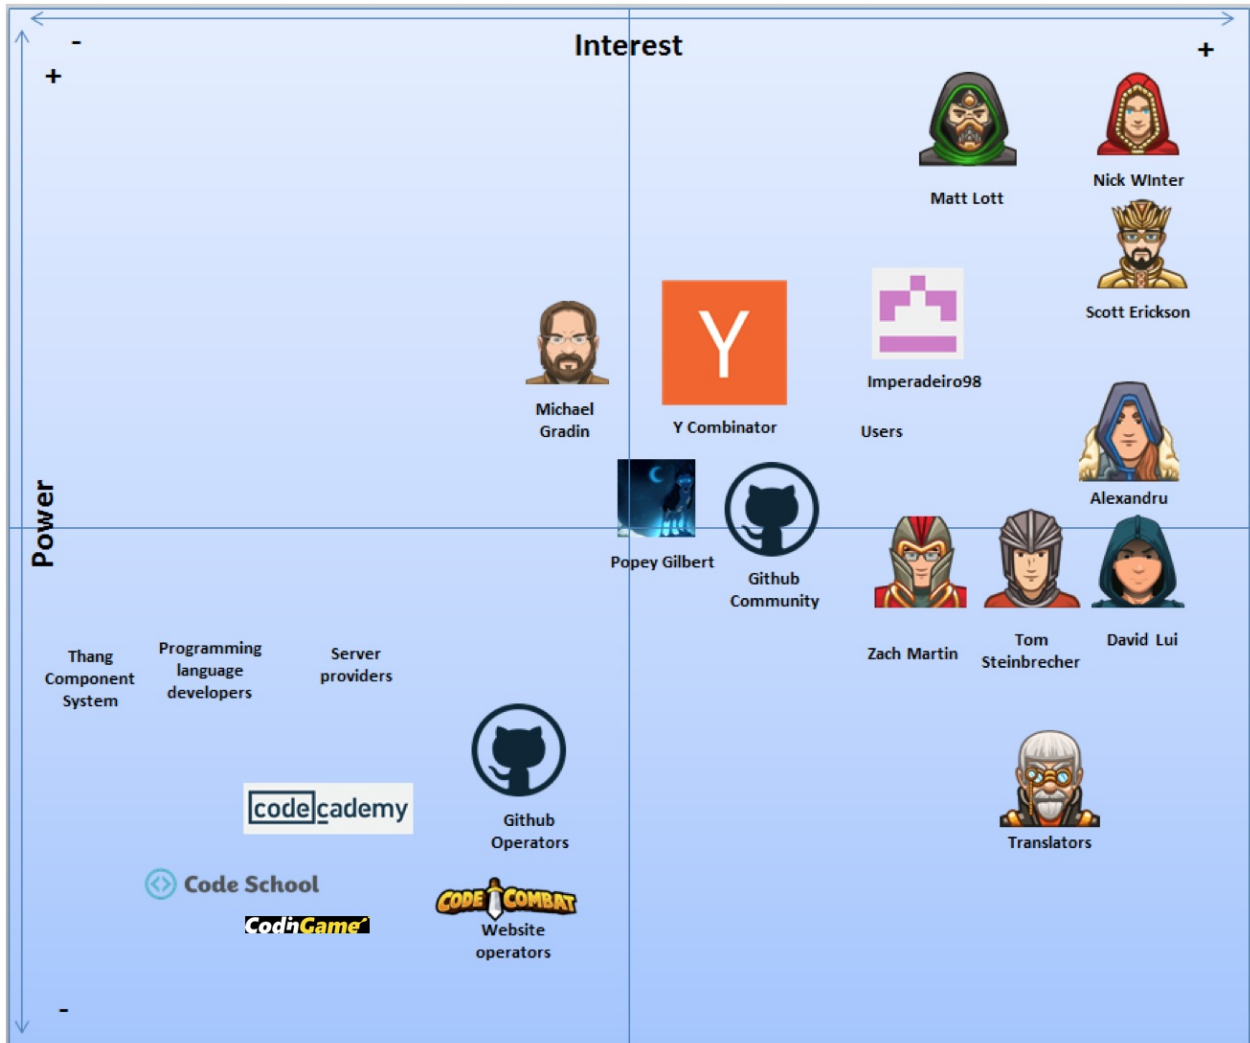 -
Interest
+
+
Matt Lott
Nick WInter
Scott Erickson
Y
Michael
Gradin
Y Combinator
Imperadeiro98
Users
Alexandru
Power
Popey Gilbert
Github
Community
Zach Martin
Tom
Steinbrecher
David Lui
Thang
Component
System
Programming
language
developers
Server
providers
codecademy
Github
Operators
Translators
Code School
CodinGame
CODE COMBAT
Website
operators
-